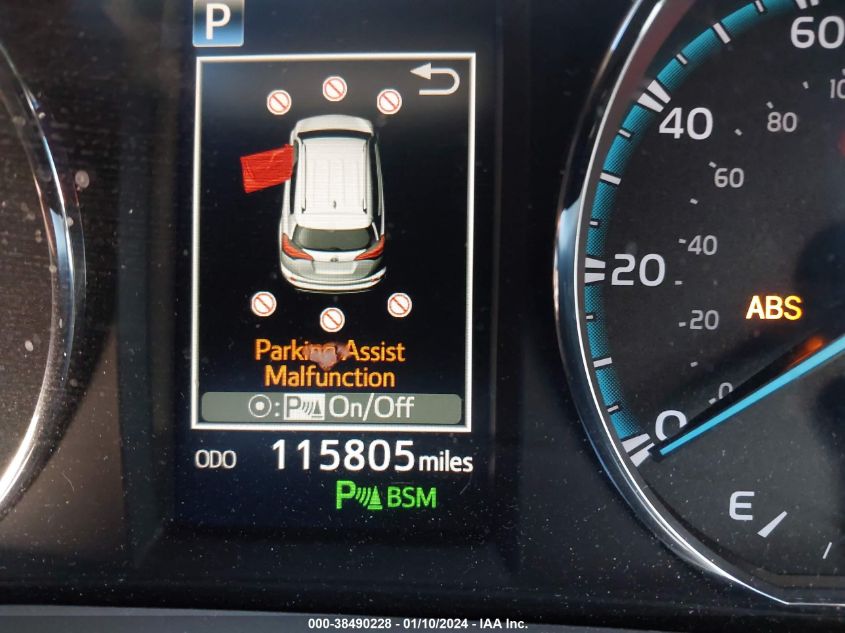 P
Parking Assist
Malfunction
: P On/Off
ODO 115805 miles
P BSM
60
40
20
0
80
60
40
20
0
ABS
E
000-38490228 - 01/10/2024 - IAA Inc.